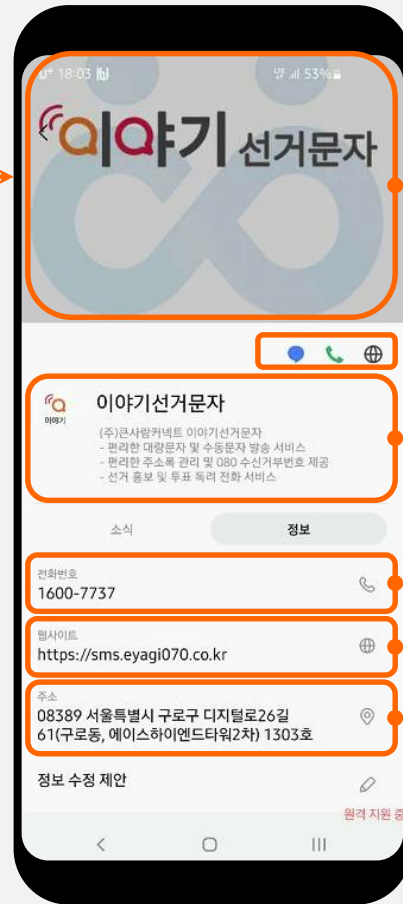 18:03
53%
이야기 선거문자
이야기
이야기선거문자
(주)큰사람커넥트 이야기선거문자
- 편리한 대량문자 및 수동문자 발송 서비스
- 편리한 주소록 관리 및 080 수신거부번호 제공
- 선거 홍보 및 투표 독려 전화 서비스
소식
정보
전화번호
1600-7737
웹사이트
https://sms.eyagi070.co.kr
주소
08389 서울특별시 구로구 디지털로26길
61(구로동, 에이스하이엔드타워2차) 1303호
정보 수정 제안
원격 지원 중